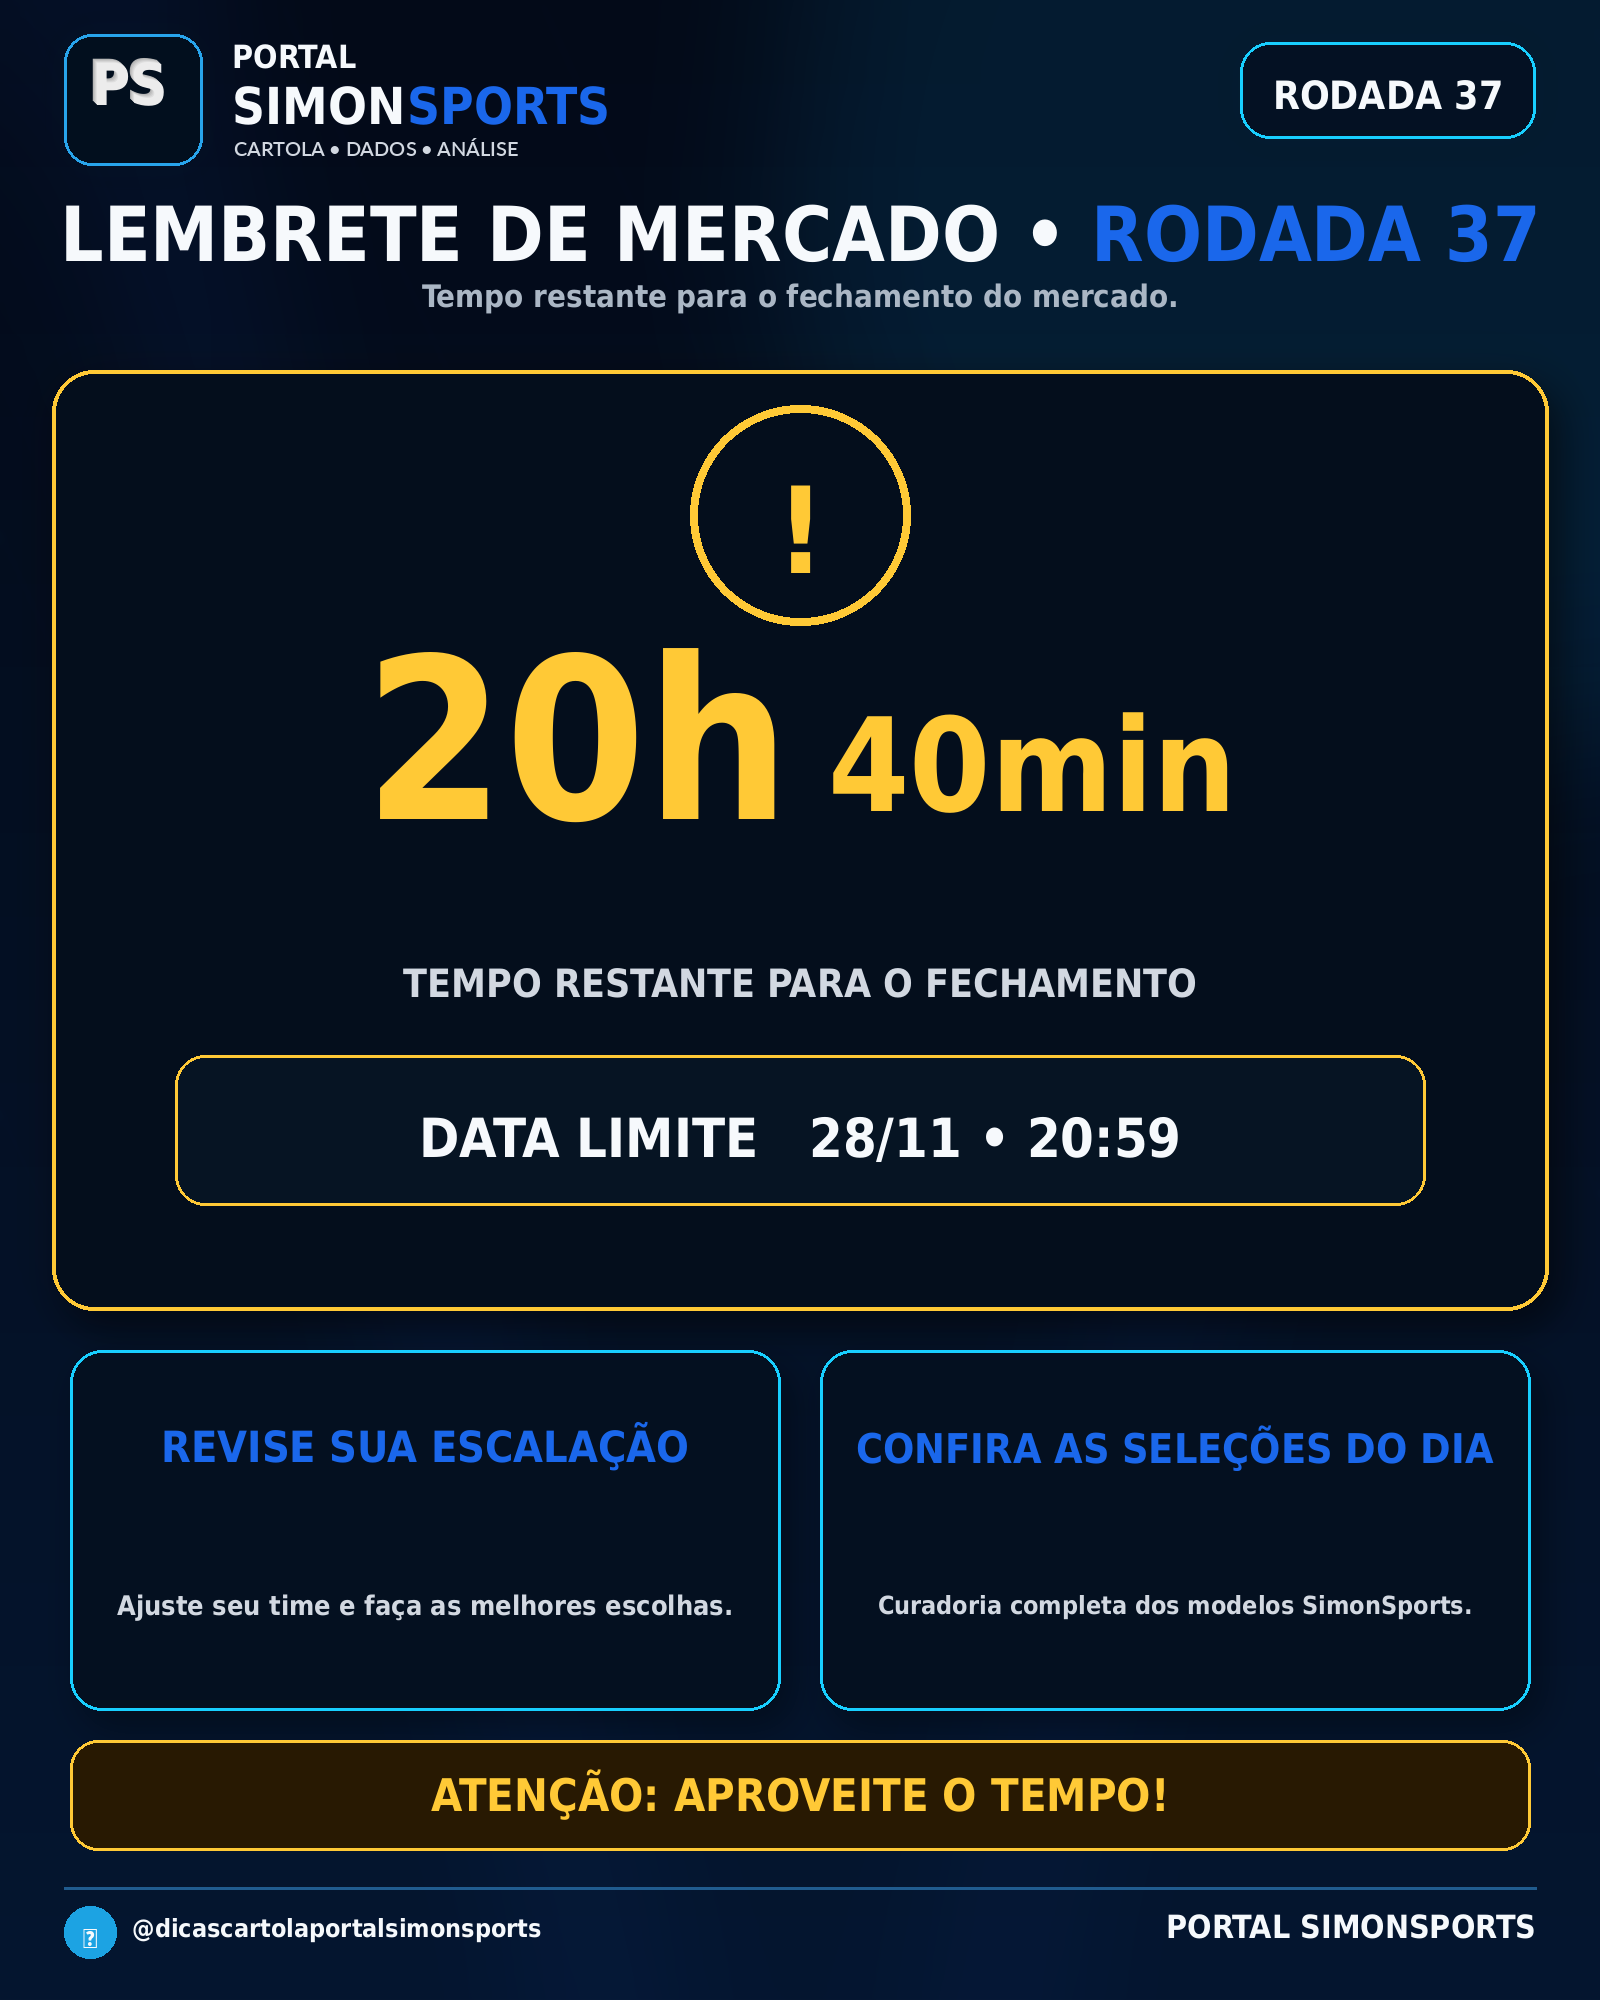 PS
PORTAL
SIMONSPORTS
CARTOLA • DADOS • ANÁLISE
RODADA 37
LEMBRETE DE MERCADO • RODADA 37
Tempo restante para o fechamento do mercado.
!
20h 40min
TEMPO RESTANTE PARA O FECHAMENTO
DATA LIMITE 28/11 • 20:59
REVISE SUA ESCALAÇÃO
Ajuste seu time e faça as melhores escolhas.
CONFIRA AS SELEÇÕES DO DIA
Curadoria completa dos modelos SimonSports.
ATENÇÃO: APROVEITE O TEMPO!
@dicascartolaportalsimonsports
PORTAL SIMONSPORTS